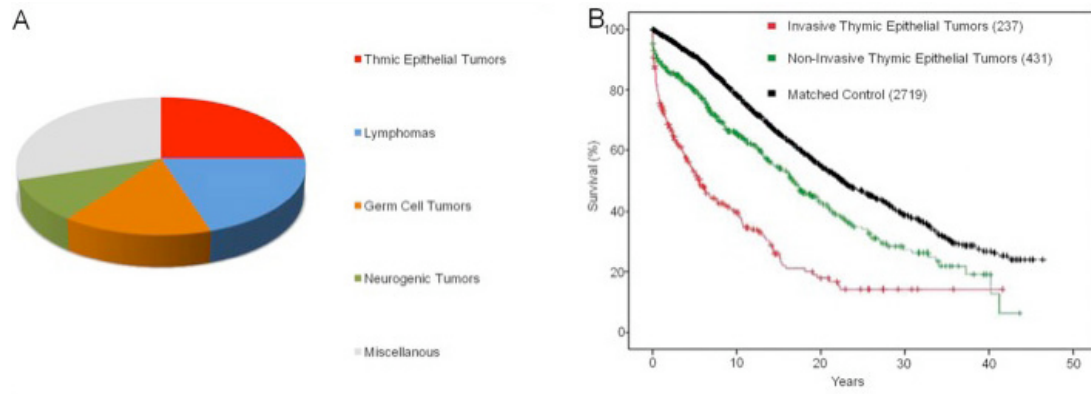 A
Thmic Epithelial Tumors
Lymphomas
Germ Cell Tumors
Neurogenic Tumors
Miscellanous
B
Invasive Thymic Epithelial Tumors (237)
Non-Invasive Thymic Epithelial Tumors (431)
Matched Control (2719)
Survival (%)
100
80
60
40
20
0
0 10 20 30 40 50
Years